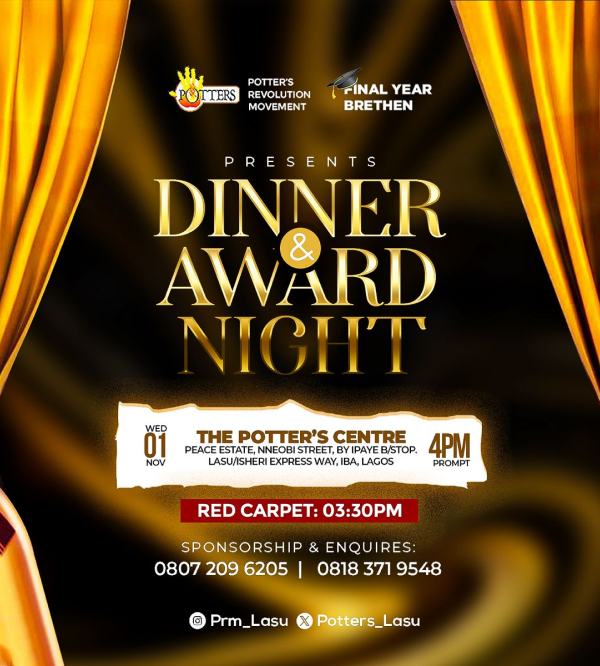 POTTERS
POTTER'S
REVOLUTION
MOVEMENT
FINAL YEAR
BRETHEN
PRESENTS
DINNER
&
AWARD
NIGHT
WED
01
NOV
THE POTTER'S CENTRE
PEACE ESTATE, NNEOBI STREET, BY IPAYE B/STOP.
LASU/ISHERI EXPRESS WAY, IBA, LAGOS
4PM
PROMPT
RED CARPET: 03:30PM
SPONSORSHIP & ENQUIRES:
0807 209 6205 | 0818 371 9548
Prm_Lasu Potters_Lasu